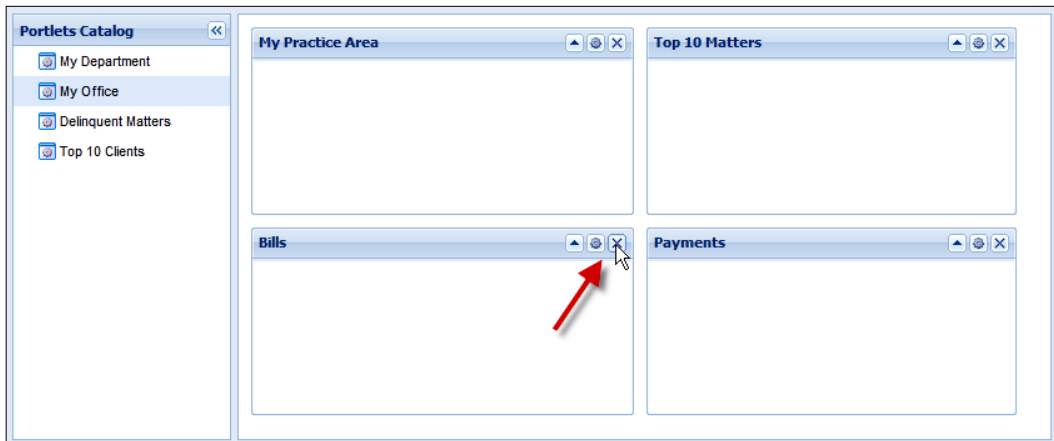 Portlets Catalog
My Department
My Office
Delinquent Matters
Top 10 Clients
My Practice Area
Top 10 Matters
Bills
Payments